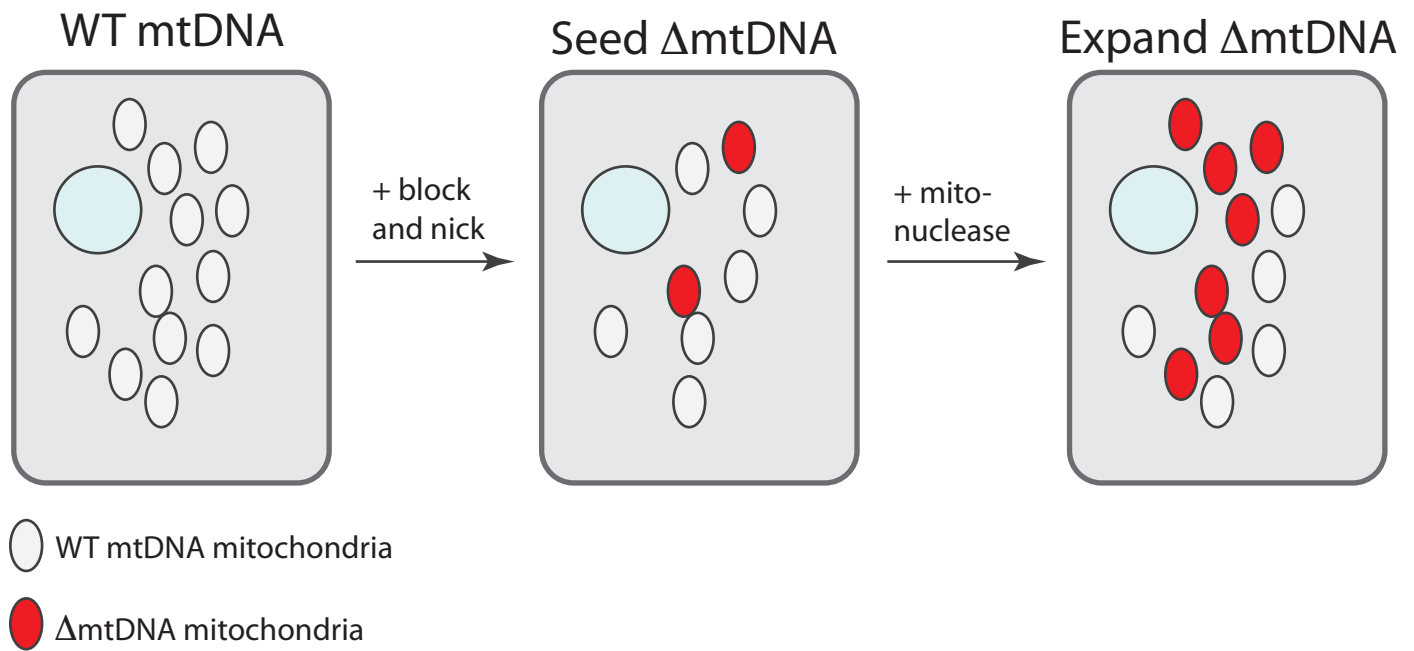 WT mtDNA
Seed ΔmtDNA
Expand ΔmtDNA
+ block
and nick
+ mito-
nuclease
WT mtDNA mitochondria
ΔmtDNA mitochondria